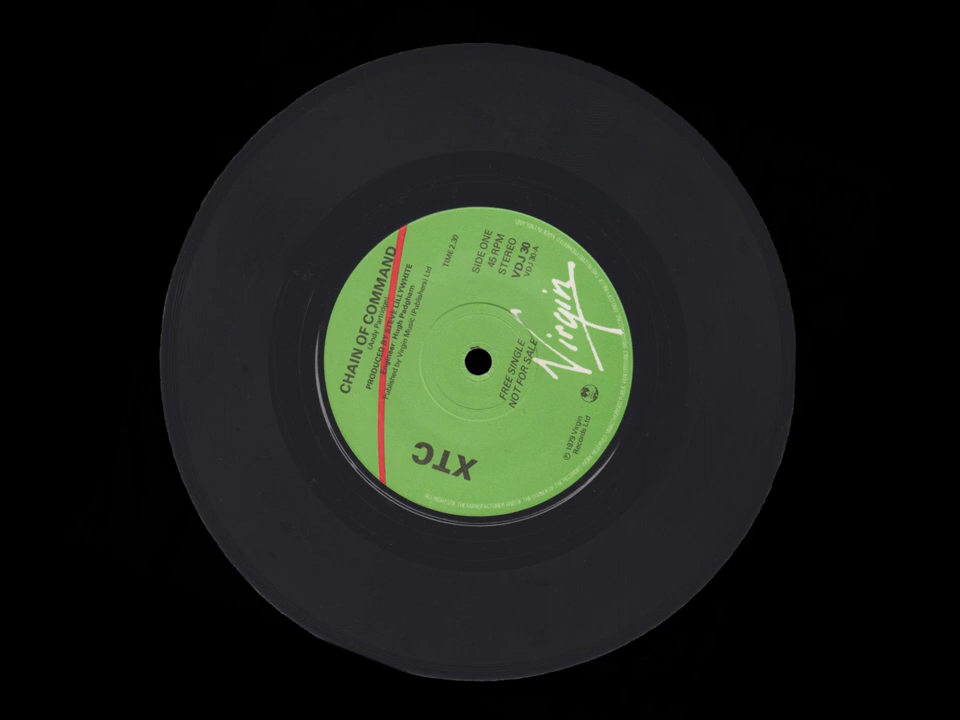 CHAIN OF COMMAND
(Andy Partridge)
PRODUCED BY STEVE LILLYWHITE
Engineer: Hugh Padgham
Published by Virgin Music (Publishers) Ltd
TIME 2.30
SIDE ONE
45 RPM
STEREO
VDJ 30
VDJ 30 A
Virgin
FREE SINGLE
NOT FOR SALE
℗ 1979 Virgin
Records Ltd
XTC